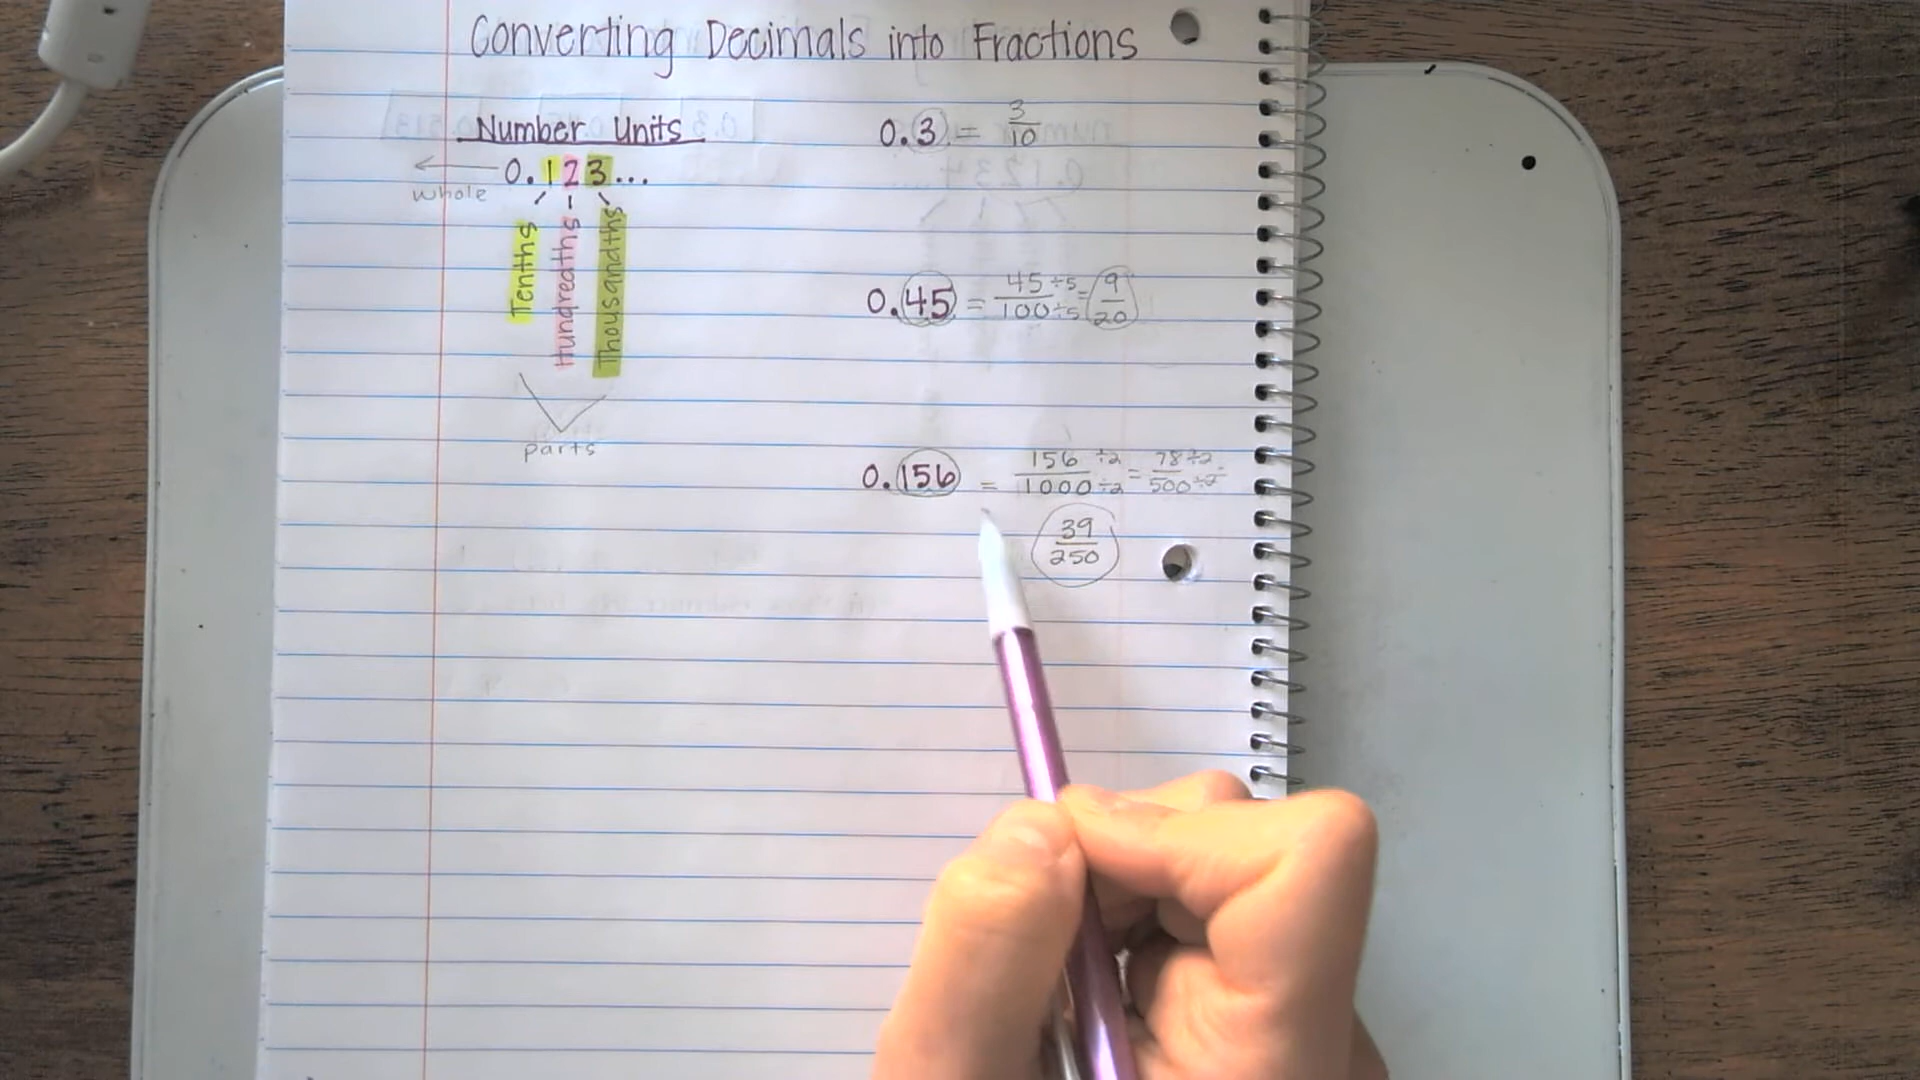 Converting Decimals into Fractions
Number Units
0.123...
whole
Tenths
Hundreaths
Thousandths
parts
0.3 = 3/10
0.45 = 45÷5/100÷5 = 9/20
0.156 = 156÷2/1000÷2 = 78÷2/500÷2 =
39/250